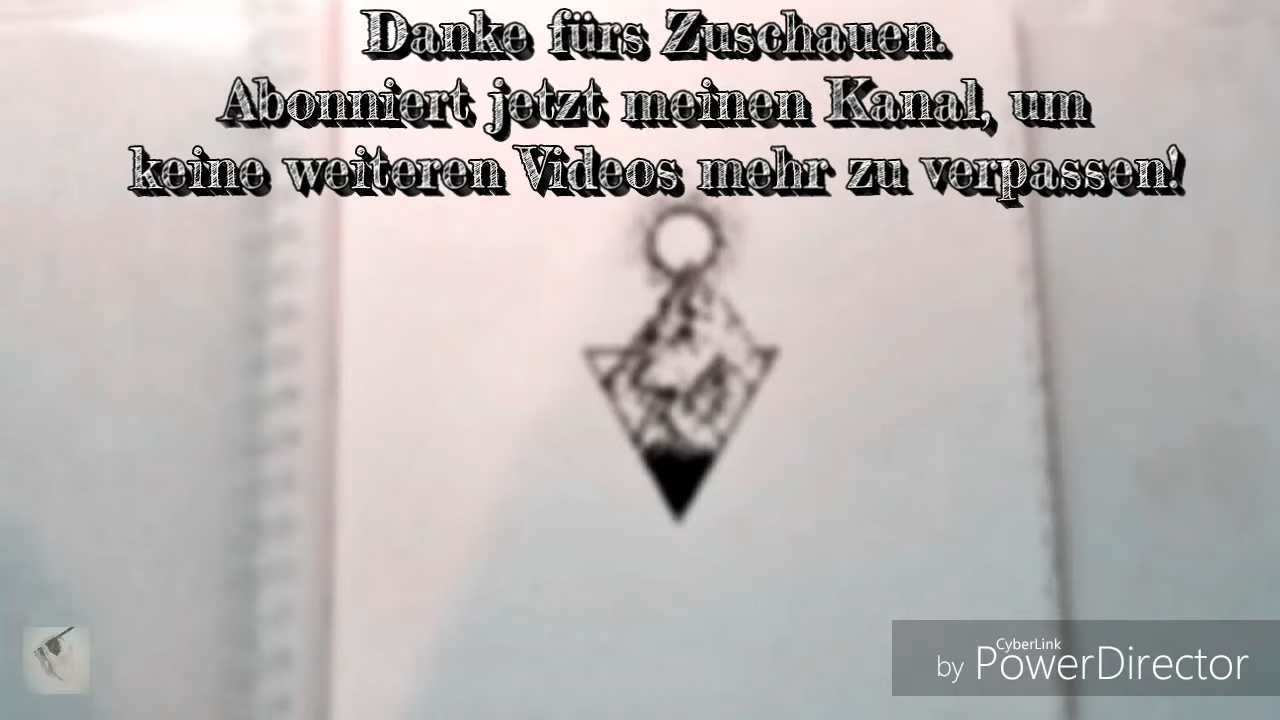 Danke fürs Zuschauen.
Abonniert jetzt meinen Kanal, um
keine weiteren Videos mehr zu verpassen!
CyberLink
by PowerDirector